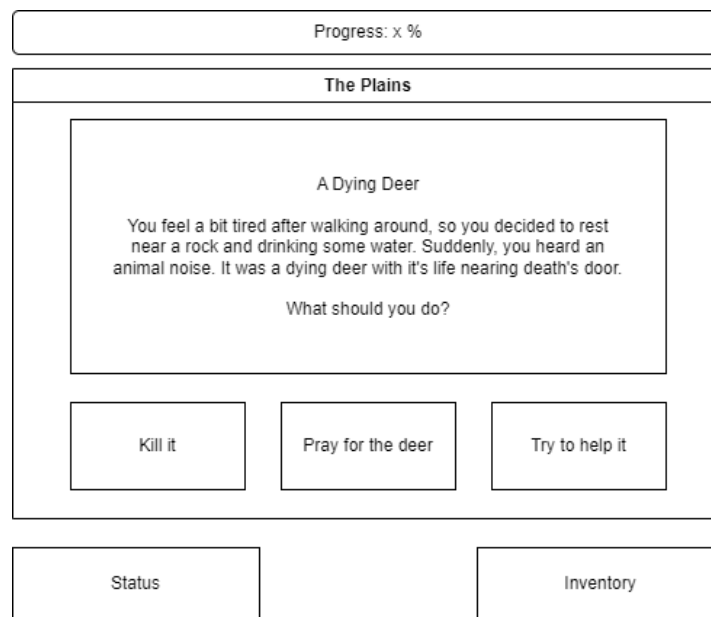 Progress: x %
The Plains
A Dying Deer
You feel a bit tired after walking around, so you decided to rest
near a rock and drinking some water. Suddenly, you heard an
animal noise. It was a dying deer with it's life nearing death's door.
What should you do?
Kill it
Pray for the deer
Try to help it
Status
Inventory